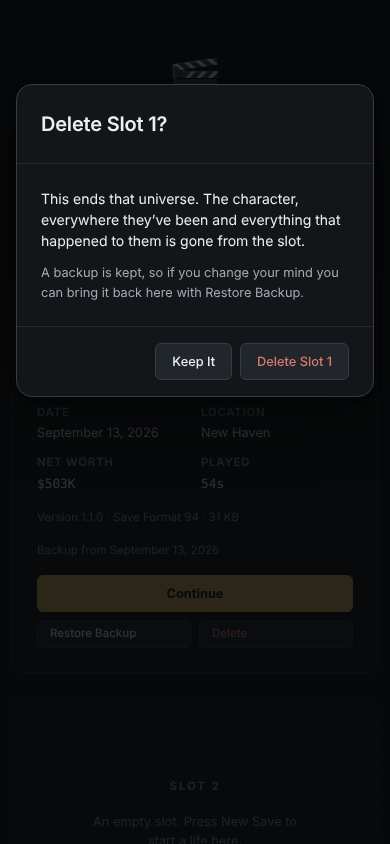 Delete Slot 1?
This ends that universe. The character,
everywhere they've been and everything that
happened to them is gone from the slot.
A backup is kept, so if you change your mind you
can bring it back here with Restore Backup.
Keep It
Delete Slot 1
DATE
LOCATION
September 13, 2026
New Haven
NET WORTH
PLAYED
$503K
54s
Version 1.1.0 · Save Format 94 · 31 KB
Backup from September 13, 2026
Continue
Restore Backup
Delete
SLOT 2
An empty slot. Press New Save to
start a life here.